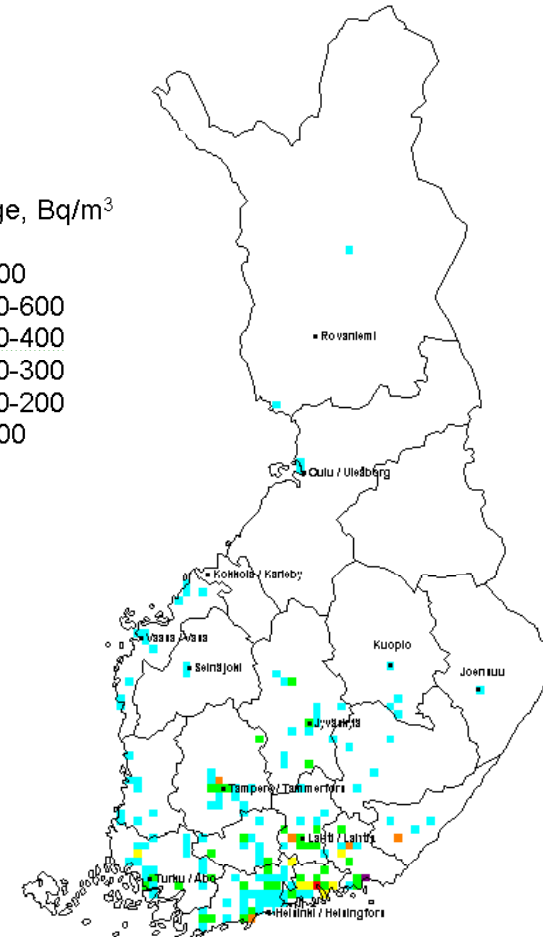 ge, Bq/m³
00
0-600
0-400
0-300
0-200
00
Rovaniemi
Oulu / Uleåborg
Kokkola / Karleby
Vaasa / Vasa
Kuopio
Seinäjoki
Joensuu
Jyväskylä
Tampere / Tammerfors
Lahti / Lahtis
Turku / Åbo
Helsinki / Helsingfors